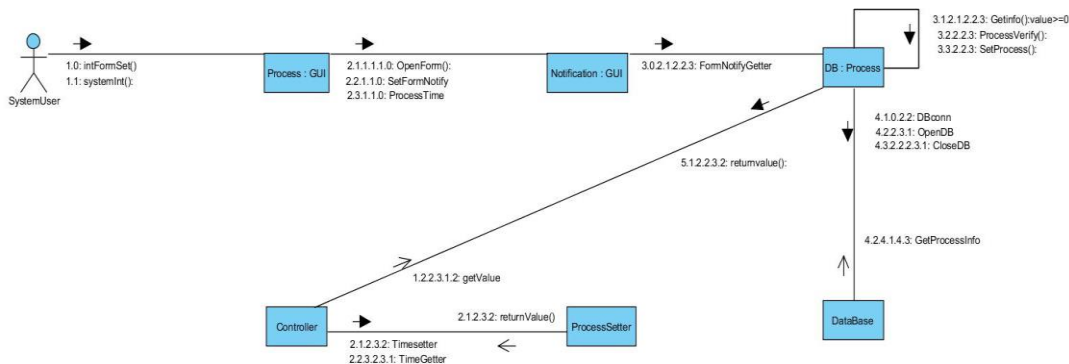 3.1.2.1.2.2.3: Getinfo():value>=0
3.2.2.2.3: ProcessVerify():
3.3.2.2.3: SetProcess():
1.0: intFormSet()
1.1: systemInt():
SystemUser
Process : GUI
2.1.1.1.1.0: OpenForm():
2.2.1.1.0: SetFormNotify
2.3.1.1.0: ProcessTime
Notification : GUI
3.0.2.1.2.2.3: FormNotifyGetter
DB : Process
4.1.0.2.2: DBconn
4.2.2.3.1: OpenDB
4.3.2.2.2.3.1: CloseDB
5.1.2.2.3.2: returnvalue():
4.2.4.1.4.3: GetProcessInfo
1.2.2.3.1.2: getValue
Controller
2.1.2.3.2: returnValue()
ProcessSetter
DataBase
2.1.2.3.2: Timesetter
2.2.3.2.3.1: TimeGetter